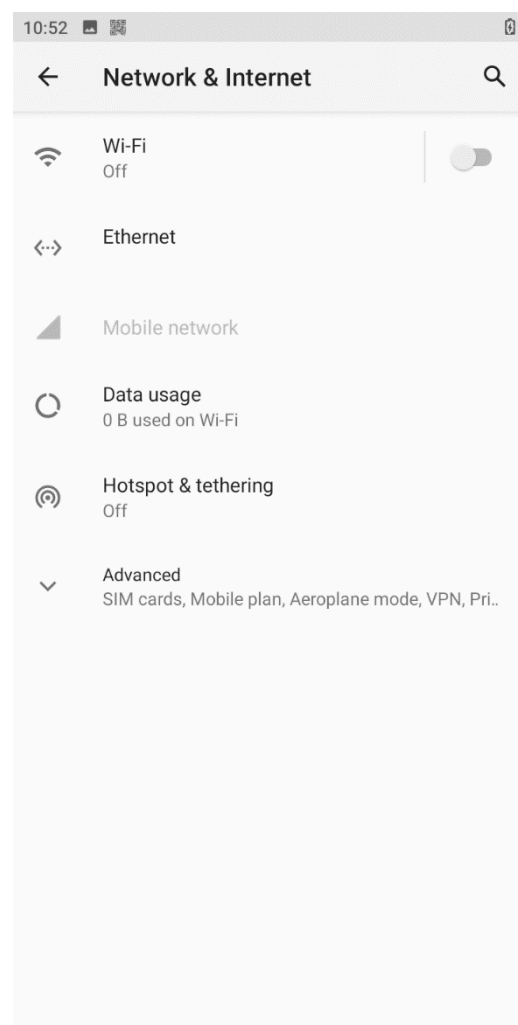 10:52
Network & Internet
Wi-Fi
Off
Ethernet
Mobile network
Data usage
0 B used on Wi-Fi
Hotspot & tethering
Off
Advanced
SIM cards, Mobile plan, Aeroplane mode, VPN, Pri..